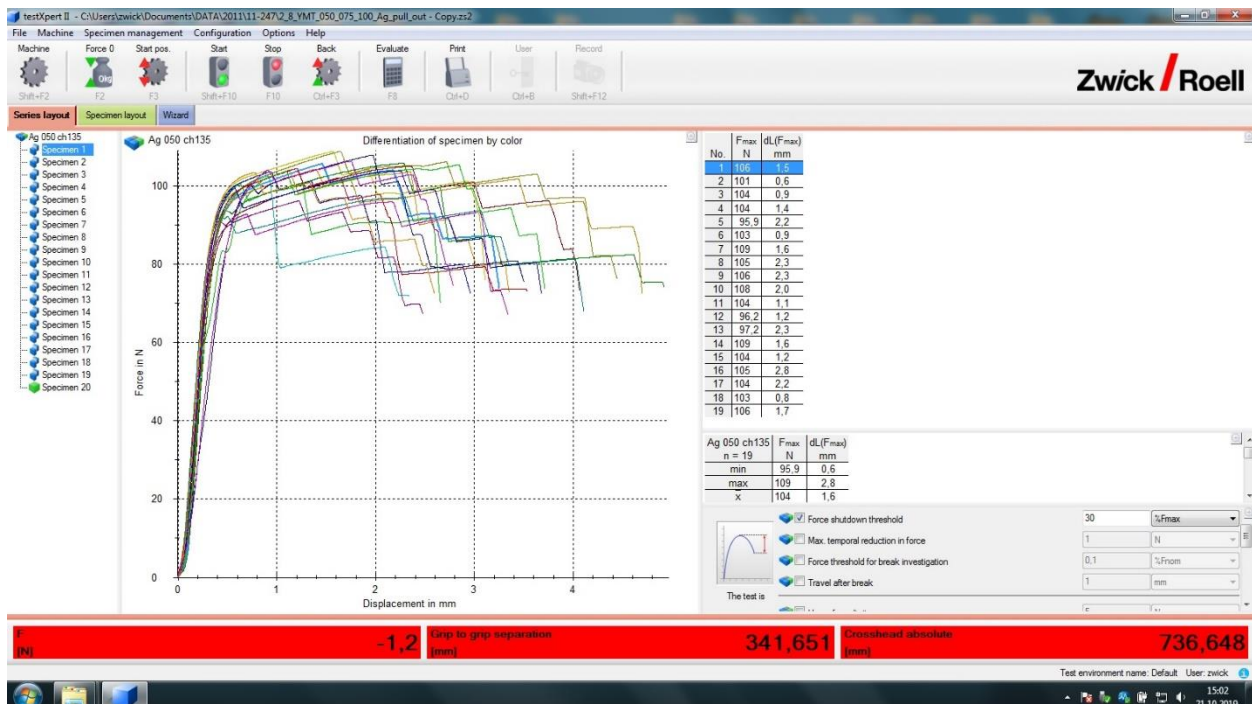 testXpert II - C:\Users\zwick\Documents\DATA\2011\11-247\2_8_YMT_050_075_100_Ag_pull_out - Copy.zs2
File Machine Specimen management Configuration Options Help
Machine Force 0 Start pos. Start Stop Back Evaluate Print User Record
0kg
Shift+F2 F2 F3 Shift+F10 F10 Ctrl+F3 F8 Ctrl+D Ctrl+B Shift+F12
Zwick / Roell
Series layout Specimen layout Wizard
Ag 050 ch135
Specimen 1
Specimen 2
Specimen 3
Specimen 4
Specimen 5
Specimen 6
Specimen 7
Specimen 8
Specimen 9
Specimen 10
Specimen 11
Specimen 12
Specimen 13
Specimen 14
Specimen 15
Specimen 16
Specimen 17
Specimen 18
Specimen 19
Specimen 20
Ag 050 ch135 Differentiation of specimen by color
100
80
60
40
20
0
Force in N
0 1 2 3 4
Displacement in mm
Fmax dL(Fmax)
No. N mm
1 106 1,5
2 101 0,6
3 104 0,9
4 104 1,4
5 95,9 2,2
6 103 0,9
7 109 1,6
8 105 2,3
9 106 2,3
10 108 2,0
11 104 1,1
12 96,2 1,2
13 97,2 2,3
14 109 1,6
15 104 1,2
16 105 2,8
17 104 2,2
18 103 0,8
19 106 1,7
Ag 050 ch135 Fmax dL(Fmax)
n = 19 N mm
min 95,9 0,6
max 109 2,8
x̄ 104 1,6
Force shutdown threshold 30 %Fmax
Max. temporal reduction in force 1 N
Force threshold for break investigation 0,1 %Fnom
Travel after break 1 mm
The test is
F [N] -1,2
Grip to grip separation [mm] 341,651
Crosshead absolute [mm] 736,648
Test environment name: Default User: zwick
15:02
21.10.2019